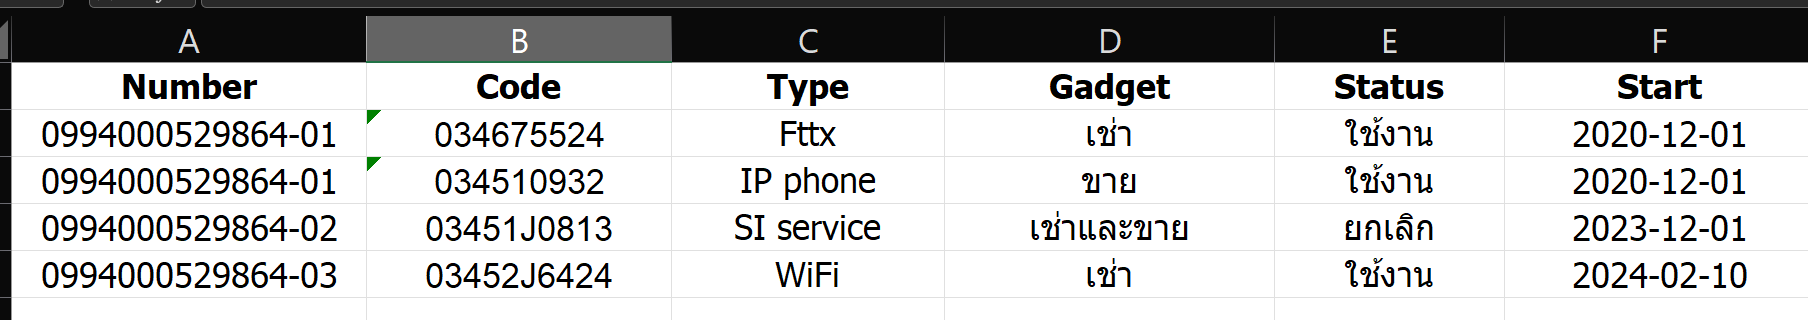 A B C D E F
Number Code Type Gadget Status Start
0994000529864-01 034675524 Fttx เช่า ใช้งาน 2020-12-01
0994000529864-01 034510932 IP phone ขาย ใช้งาน 2020-12-01
0994000529864-02 03451J0813 SI service เช่าและขาย ยกเลิก 2023-12-01
0994000529864-03 03452J6424 WiFi เช่า ใช้งาน 2024-02-10